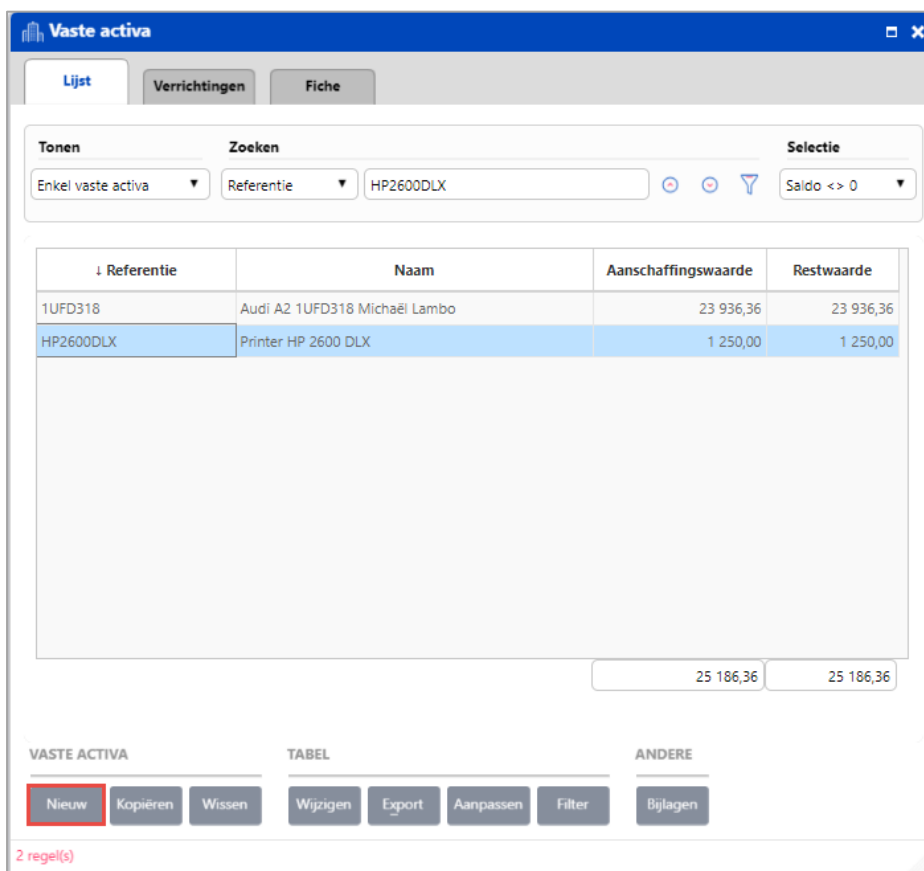 Vaste activa
Lijst Verrichtingen Fiche
Tonen Zoeken Selectie
Enkel vaste activa Referentie HP2600DLX Saldo <> 0
↓ Referentie Naam Aanschaffingswaarde Restwaarde
1UFD318 Audi A2 1UFD318 Michaël Lambo 23 936,36 23 936,36
HP2600DLX Printer HP 2600 DLX 1 250,00 1 250,00
25 186,36 25 186,36
VASTE ACTIVA TABEL ANDERE
Nieuw Kopiëren Wissen Wijzigen Export Aanpassen Filter Bijlagen
2 regel(s)